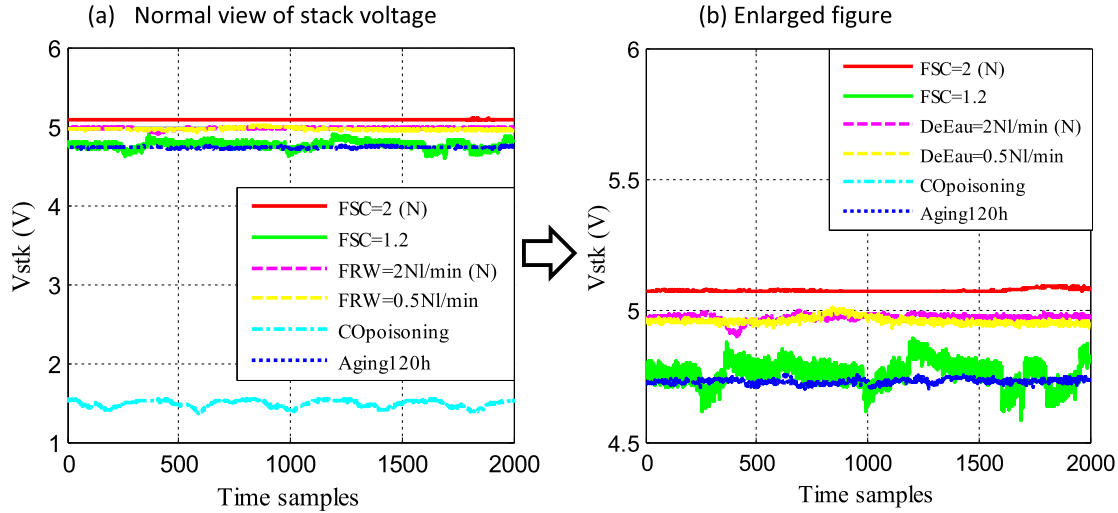 (a) Normal view of stack voltage
6
5
4
3
2
1
Vstk (V)
0 500 1000 1500 2000
Time samples
FSC=2 (N)
FSC=1.2
FRW=2Nl/min (N)
FRW=0.5Nl/min
COpoisoning
Aging120h
(b) Enlarged figure
6
5.5
5
4.5
Vstk (V)
0 500 1000 1500 2000
Time samples
FSC=2 (N)
FSC=1.2
DeEau=2Nl/min (N)
DeEau=0.5Nl/min
COpoisoning
Aging120h